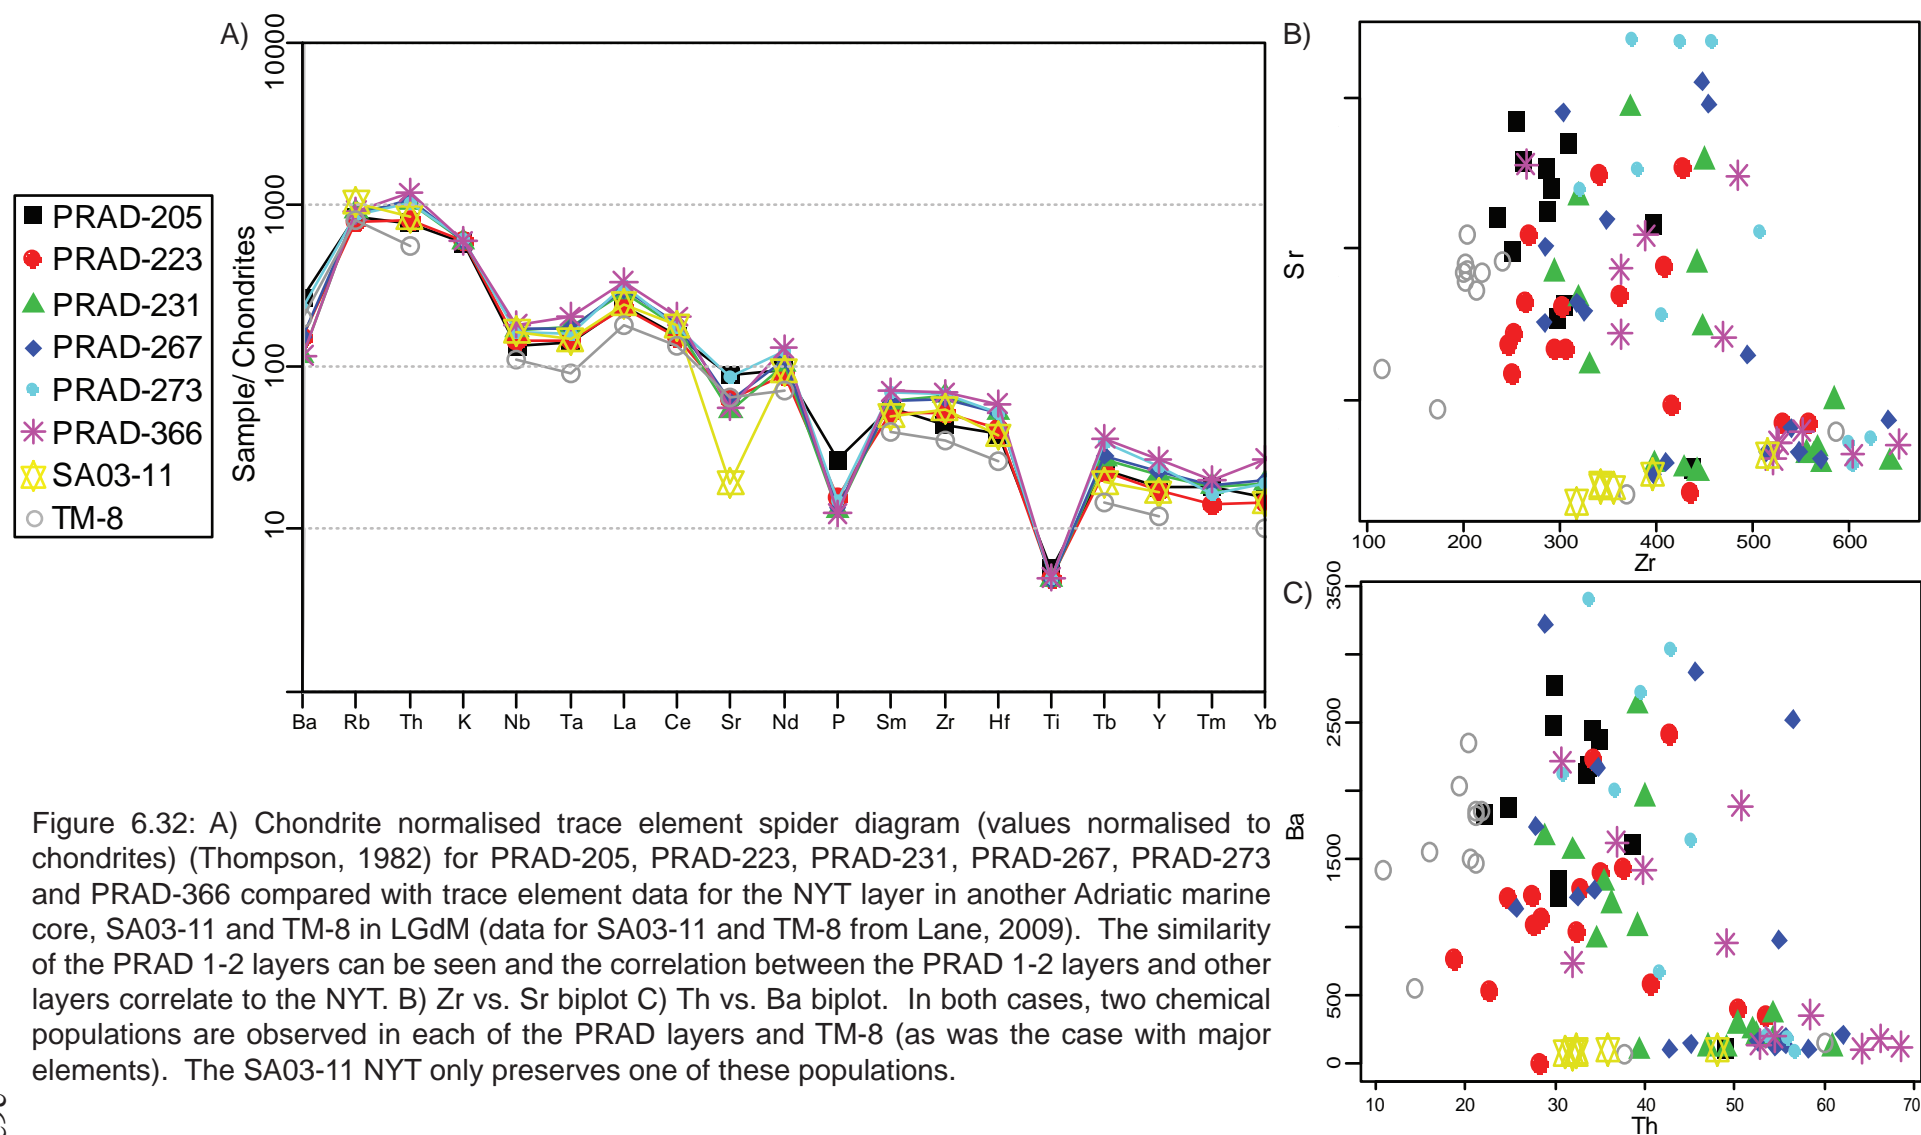 A)
Sample/ Chondrites
10000
1000
100
10
Ba Rb Th K Nb Ta La Ce Sr Nd P Sm Zr Hf Ti Tb Y Tm Yb
PRAD-205
PRAD-223
PRAD-231
PRAD-267
PRAD-273
PRAD-366
SA03-11
TM-8
B)
Sr
100 200 300 400 500 600
Zr
C)
Ba
3500
2500
1500
500
0
10 20 30 40 50 60 70
Th
Figure 6.32: A) Chondrite normalised trace element spider diagram (values normalised to
chondrites) (Thompson, 1982) for PRAD-205, PRAD-223, PRAD-231, PRAD-267, PRAD-273
and PRAD-366 compared with trace element data for the NYT layer in another Adriatic marine
core, SA03-11 and TM-8 in LGdM (data for SA03-11 and TM-8 from Lane, 2009). The similarity
of the PRAD 1-2 layers can be seen and the correlation between the PRAD 1-2 layers and other
layers correlate to the NYT. B) Zr vs. Sr biplot C) Th vs. Ba biplot. In both cases, two chemical
populations are observed in each of the PRAD layers and TM-8 (as was the case with major
elements). The SA03-11 NYT only preserves one of these populations.